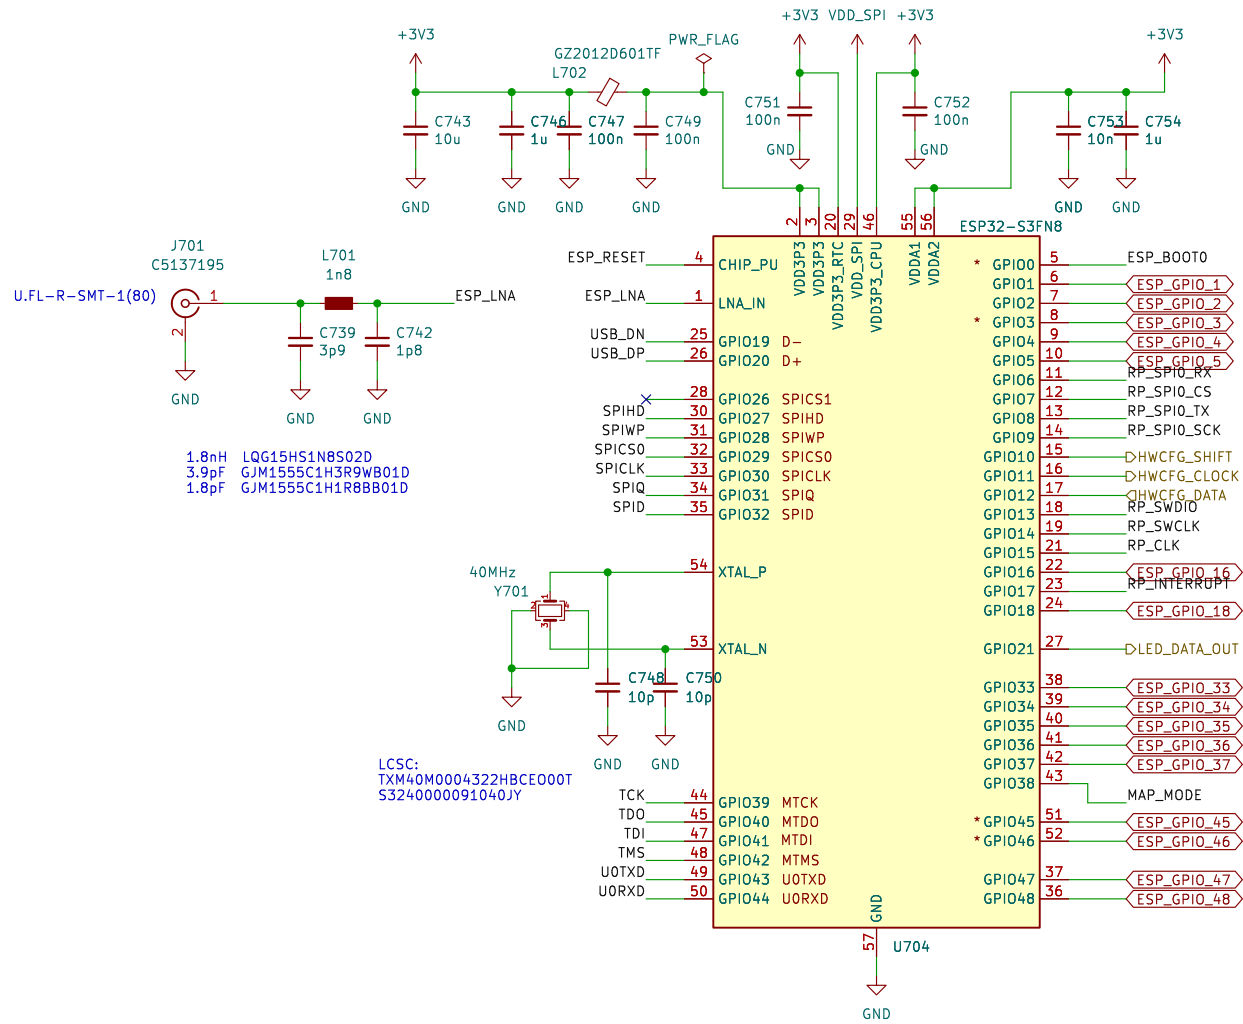 +3V3 VDD_SPI +3V3
+3V3
PWR_FLAG
+3V3
GZ2012D601TF
L702
C743
10u
C746
1u
C747
100n
C749
100n
C751
100n
C752
100n
C753
10n
C754
1u
GND
GND
GND
GND
GND
GND
GND
GND
ESP32-S3FN8
2 VDD3P3
3 VDD3P3
20 VDD3P3_RTC
29 VDD_SPI
46 VDD3P3_CPU
55 VDDA1
56 VDDA2
J701
C5137195
U.FL-R-SMT-1(80)
1
2
L701
1n8
ESP_LNA
C739
3p9
C742
1p8
GND
GND
GND
1.8nH LQG15HS1N8S02D
3.9pF GJM1555C1H3R9WB01D
1.8pF GJM1555C1H1R8BB01D
ESP_RESET 4 CHIP_PU
ESP_LNA 1 LNA_IN
USB_DN 25 GPIO19 D-
USB_DP 26 GPIO20 D+
28 GPIO26 SPICS1
SPIHD 30 GPIO27 SPIHD
SPIWP 31 GPIO28 SPIWP
SPICS0 32 GPIO29 SPICS0
SPICLK 33 GPIO30 SPICLK
SPIQ 34 GPIO31 SPIQ
SPID 35 GPIO32 SPID
54 XTAL_P
53 XTAL_N
40MHz
Y701
1
2
4
3
C748
10p
C750
10p
GND
GND
GND
LCSC:
TXM40M0004322HBCEO00T
S3240000091040JY
TCK 44 GPIO39 MTCK
TDO 45 GPIO40 MTDO
TDI 47 GPIO41 MTDI
TMS 48 GPIO42 MTMS
U0TXD 49 GPIO43 U0TXD
U0RXD 50 GPIO44 U0RXD
* GPIO0 5 ESP_BOOT0
GPIO1 6 ESP_GPIO_1
GPIO2 7 ESP_GPIO_2
* GPIO3 8 ESP_GPIO_3
GPIO4 9 ESP_GPIO_4
GPIO5 10 ESP_GPIO_5
GPIO6 11 RP_SPI0_RX
GPIO7 12 RP_SPI0_CS
GPIO8 13 RP_SPI0_TX
GPIO9 14 RP_SPI0_SCK
GPIO10 15 HWCFG_SHIFT
GPIO11 16 HWCFG_CLOCK
GPIO12 17 HWCFG_DATA
GPIO13 18 RP_SWDIO
GPIO14 19 RP_SWCLK
GPIO15 21 RP_CLK
GPIO16 22 ESP_GPIO_16
GPIO17 23 RP_INTERRUPT
GPIO18 24 ESP_GPIO_18
GPIO21 27 LED_DATA_OUT
GPIO33 38 ESP_GPIO_33
GPIO34 39 ESP_GPIO_34
GPIO35 40 ESP_GPIO_35
GPIO36 41 ESP_GPIO_36
GPIO37 42 ESP_GPIO_37
GPIO38 43 MAP_MODE
* GPIO45 51 ESP_GPIO_45
* GPIO46 52 ESP_GPIO_46
GPIO47 37 ESP_GPIO_47
GPIO48 36 ESP_GPIO_48
GND
57
U704
GND